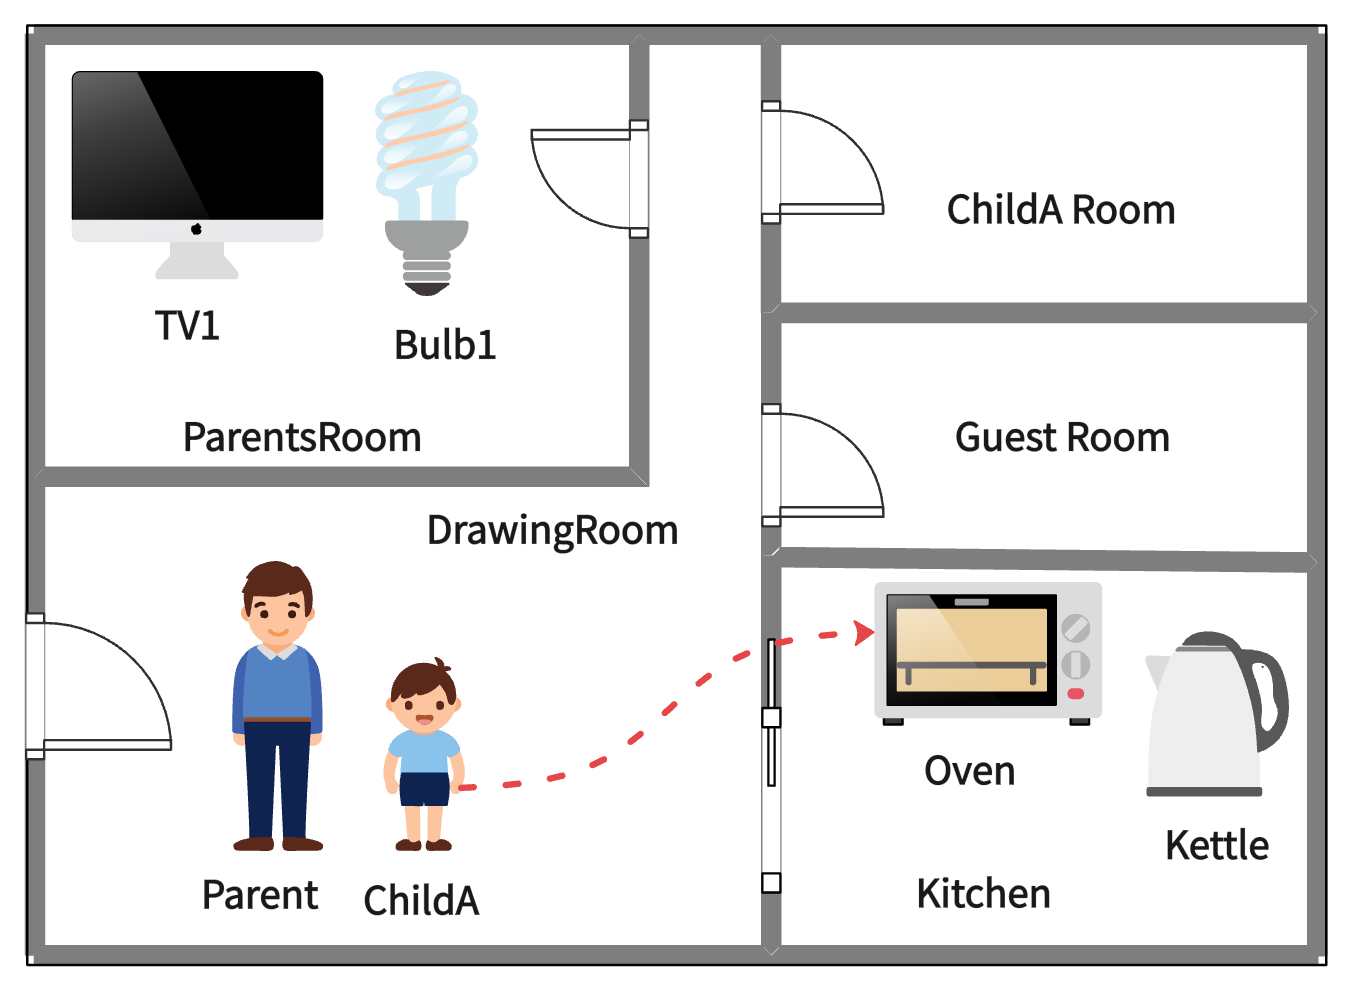 ChildA Room
TV1
Bulb1
ParentsRoom
Guest Room
DrawingRoom
Oven
Kettle
Parent
ChildA
Kitchen